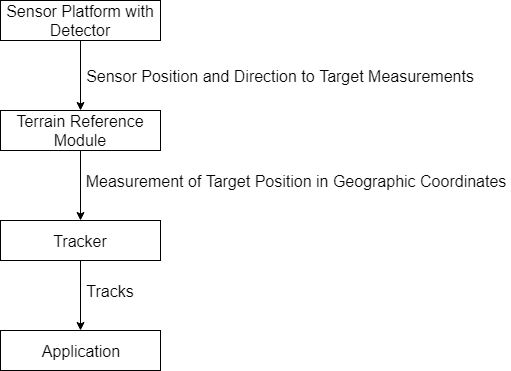 Sensor Platform with
Detector
Sensor Position and Direction to Target Measurements
Terrain Reference
Module
Measurement of Target Position in Geographic Coordinates
Tracker
Tracks
Application